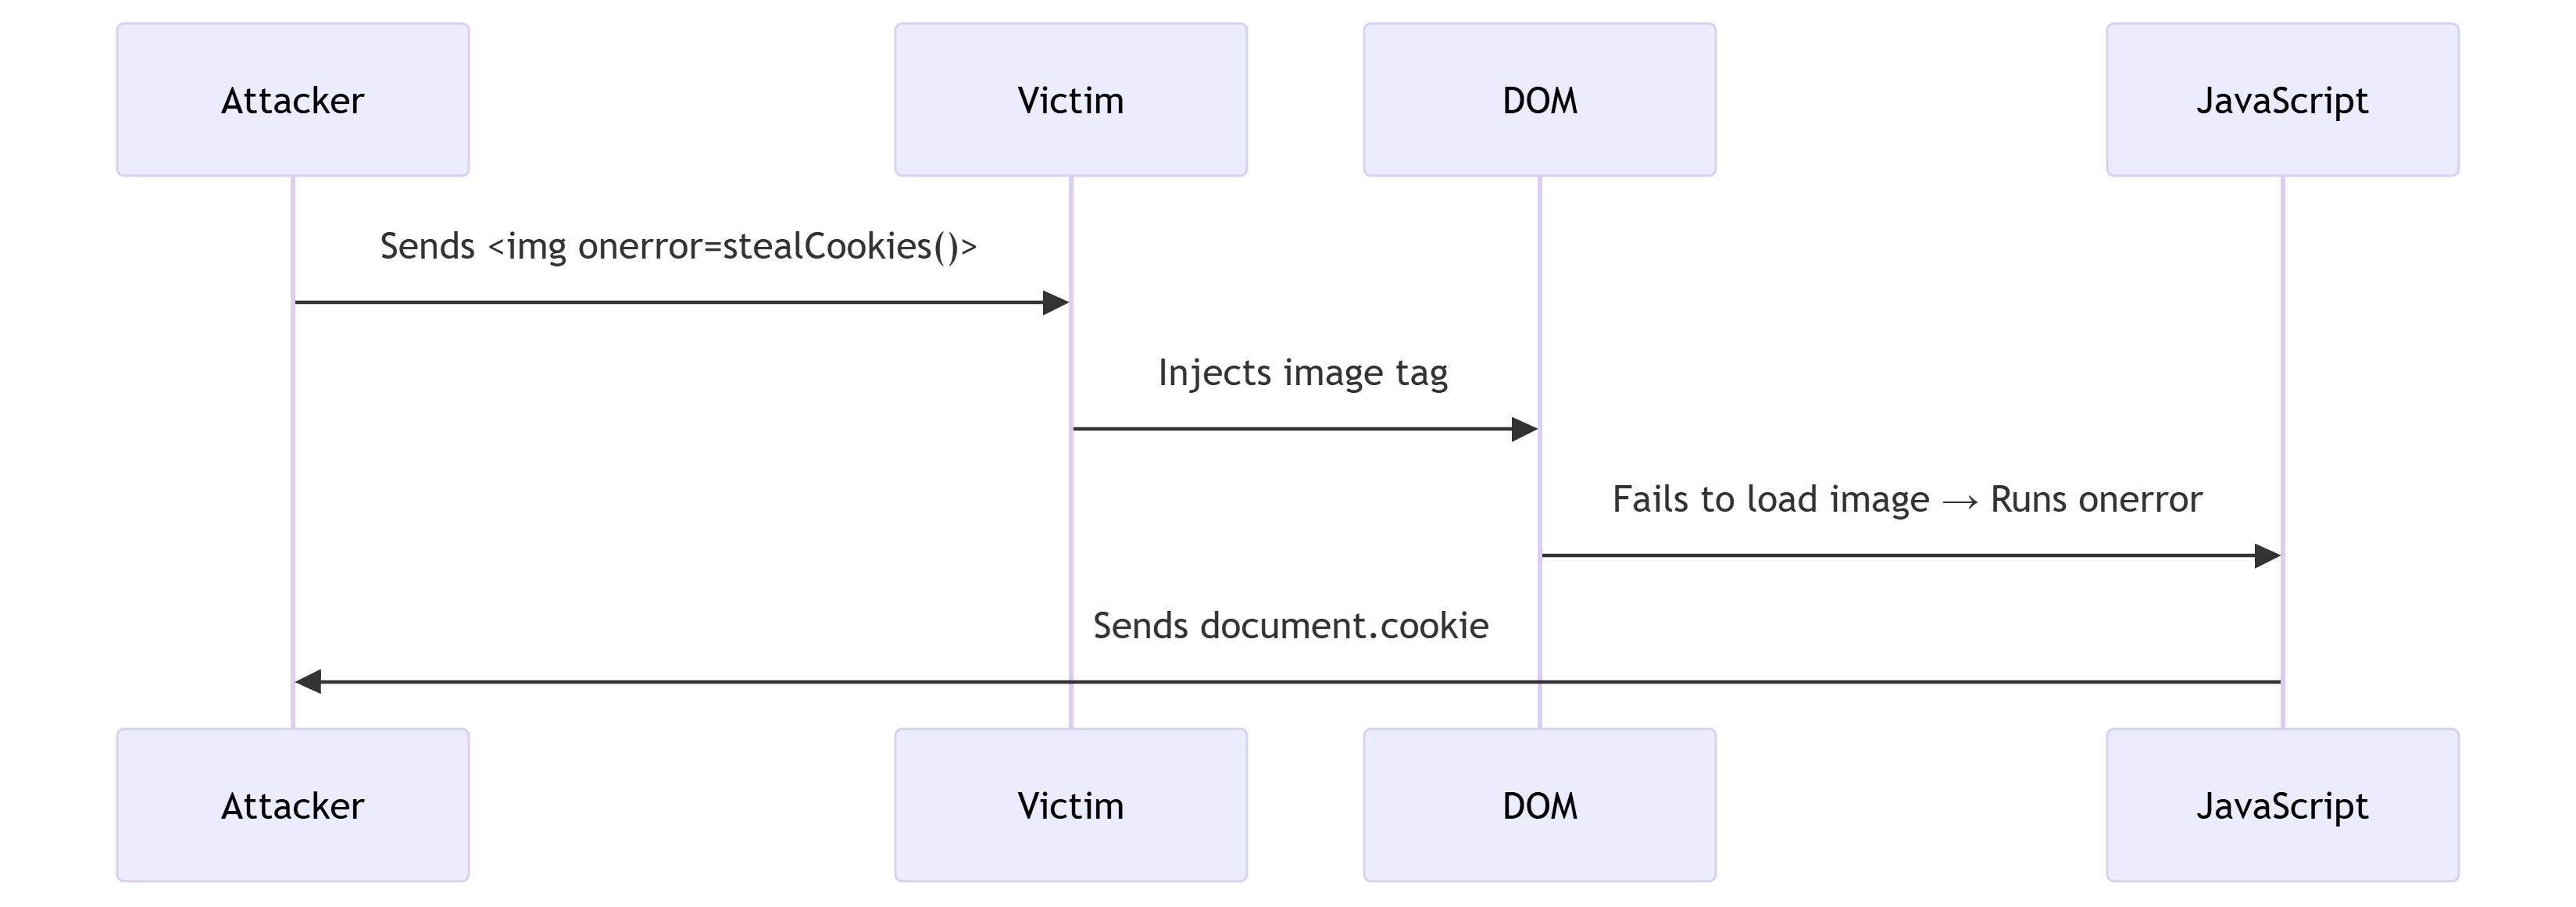 Attacker
Victim
DOM
JavaScript
Sends <img onerror=stealCookies()>
Injects image tag
Fails to load image → Runs onerror
Sends document.cookie
Attacker
Victim
DOM
JavaScript